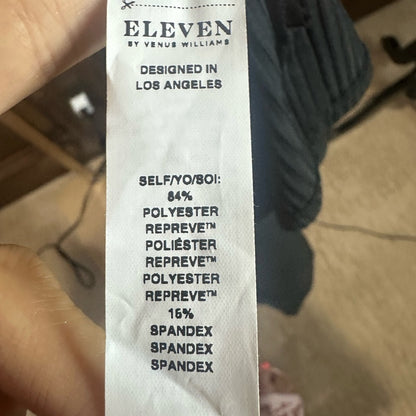 ELEVEN
BY VENUS WILLIAMS
DESIGNED IN
LOS ANGELES
SELF/YO/SOI:
84%
POLYESTER
REPREVE™
POLIÉSTER
REPREVE™
POLYESTER
REPREVE™
16%
SPANDEX
SPANDEX
SPANDEX